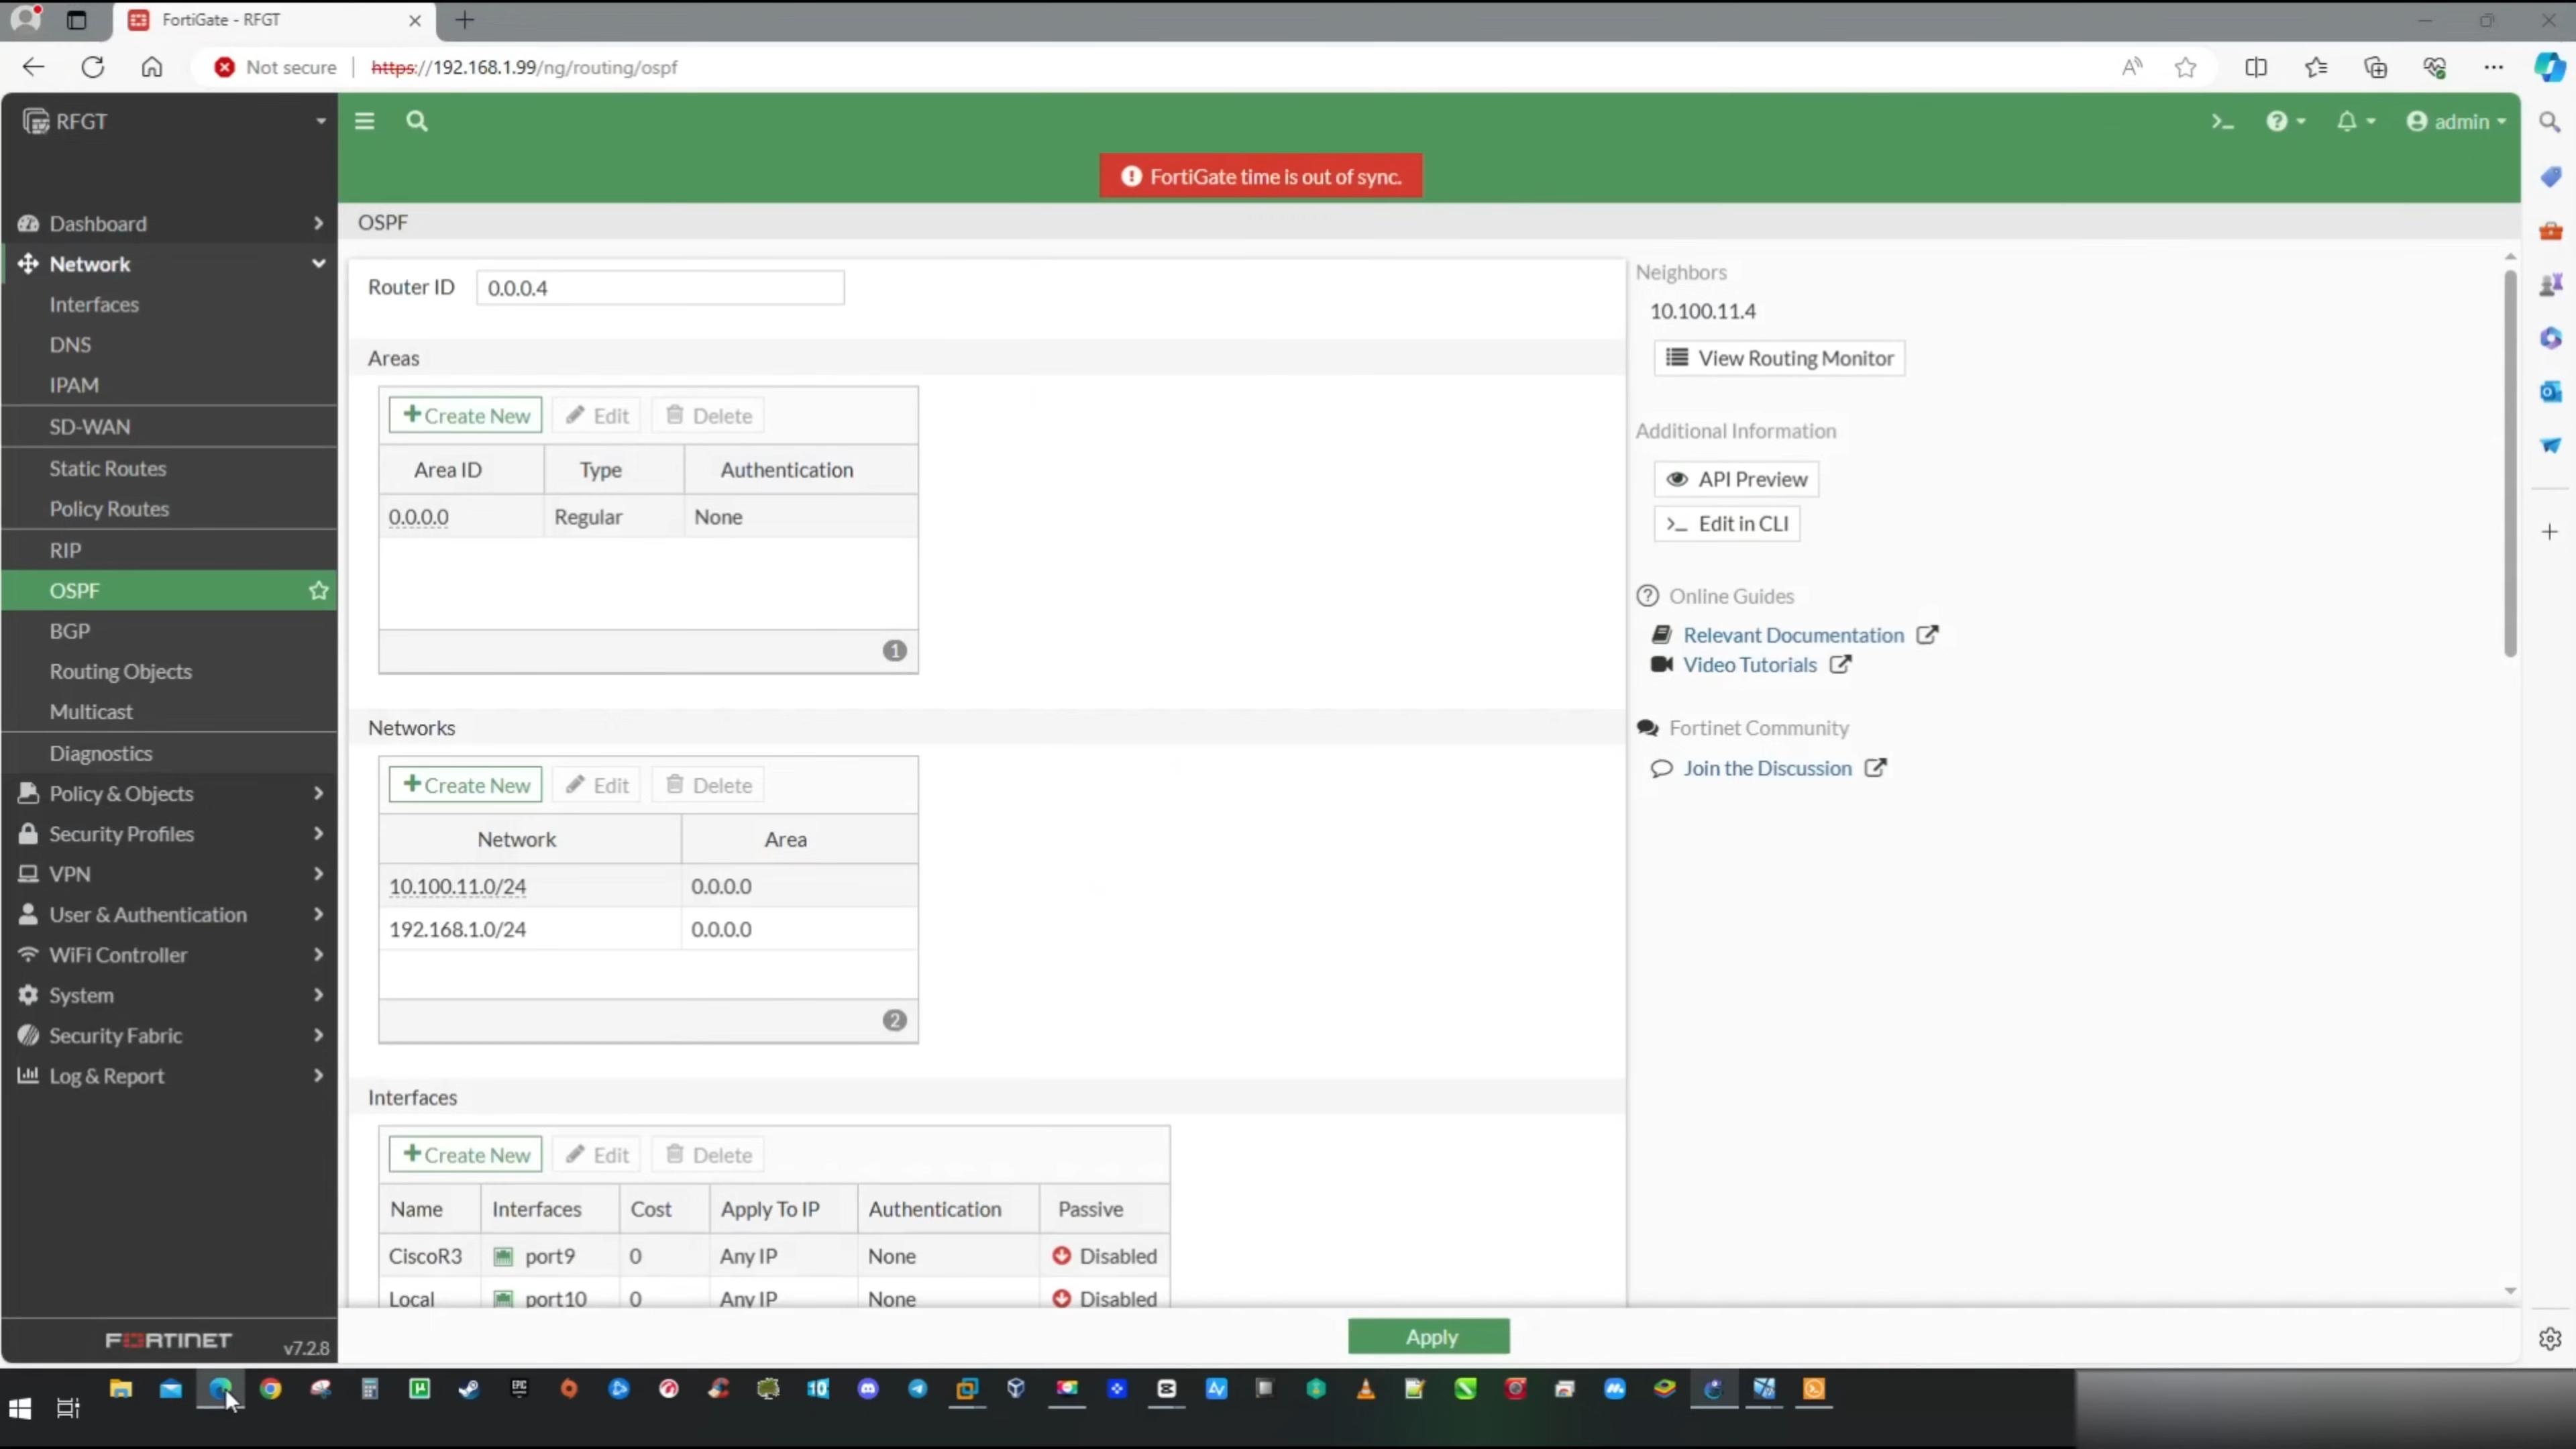 FortiGate - RFGT
Not secure
https://192.168.1.99/ng/routing/ospf
RFGT
admin
FortiGate time is out of sync.
Dashboard
Network
Interfaces
DNS
IPAM
SD-WAN
Static Routes
Policy Routes
RIP
OSPF
BGP
Routing Objects
Multicast
Diagnostics
Policy & Objects
Security Profiles
VPN
User & Authentication
WiFi Controller
System
Security Fabric
Log & Report
FORTINET
v7.2.8
OSPF
Router ID 0.0.0.4
Areas
Create New Edit Delete
Area ID Type Authentication
0.0.0.0 Regular None
1
Networks
Create New Edit Delete
Network Area
10.100.11.0/24 0.0.0.0
192.168.1.0/24 0.0.0.0
2
Interfaces
Create New Edit Delete
Name Interfaces Cost Apply To IP Authentication Passive
CiscoR3 port9 0 Any IP None Disabled
Local port10 0 Any IP None Disabled
Apply
Neighbors
10.100.11.4
View Routing Monitor
Additional Information
API Preview
Edit in CLI
Online Guides
Relevant Documentation
Video Tutorials
Fortinet Community
Join the Discussion